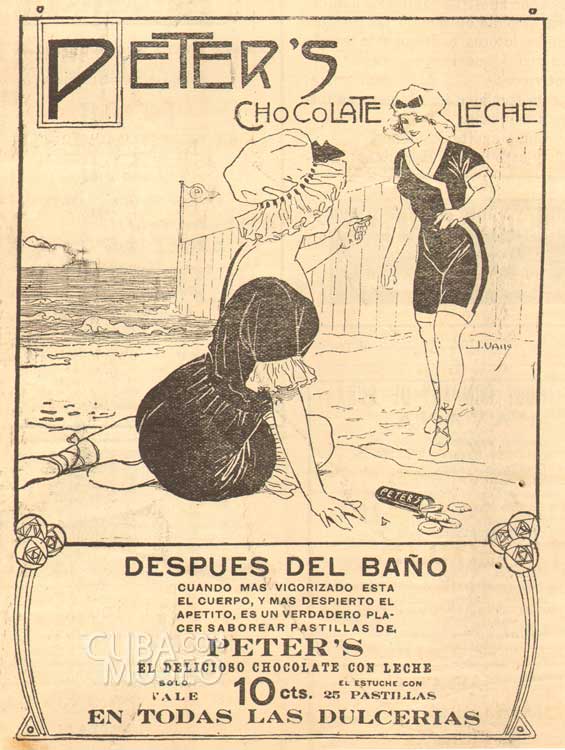 PETER'S
CHOCOLATE LECHE
J. Valls
PETER'S
DESPUES DEL BAÑO
CUANDO MAS VIGORIZADO ESTA
EL CUERPO, Y MAS DESPIERTO EL
APETITO, ES UN VERDADERO PLA-
CER SABOREAR PASTILLAS DE,
PETER'S
EL DELICIOSO CHOCOLATE CON LECHE
SOLO EL ESTUCHE CON
VALE 10 cts. 25 PASTILLAS
EN TODAS LAS DULCERIAS
CUBA con
MUSEO